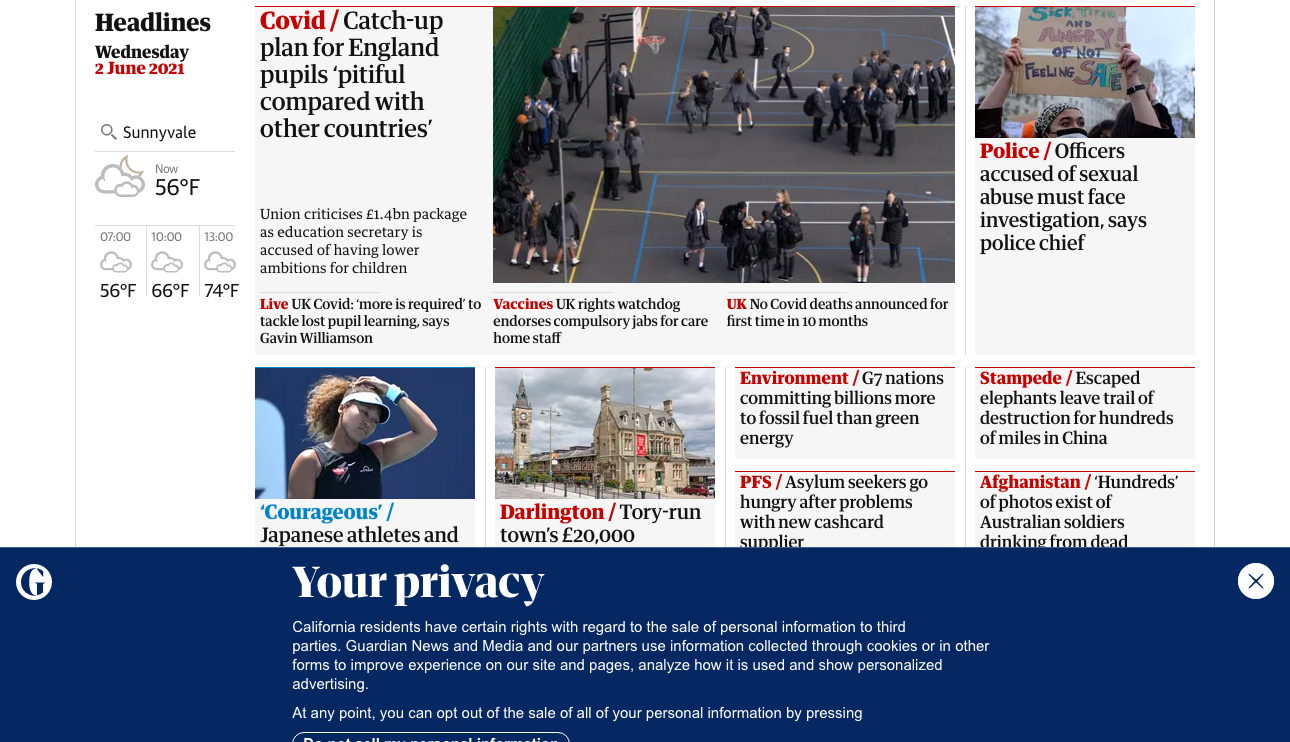 Headlines
Wednesday
2 June 2021
Sunnyvale
Now
56°F
07:00
56°F
10:00
66°F
13:00
74°F
Covid / Catch-up
plan for England
pupils ‘pitiful
compared with
other countries’
Union criticises £1.4bn package
as education secretary is
accused of having lower
ambitions for children
Live UK Covid: ‘more is required’ to
tackle lost pupil learning, says
Gavin Williamson
Vaccines UK rights watchdog
endorses compulsory jabs for care
home staff
UK No Covid deaths announced for
first time in 10 months
SICK, TIRED
AND
ANGRY!
OF NOT
FEELING SAFE
Police / Officers
accused of sexual
abuse must face
investigation, says
police chief
‘Courageous’ /
Japanese athletes and
Darlington / Tory-run
town’s £20,000
Environment / G7 nations
committing billions more
to fossil fuel than green
energy
PFS / Asylum seekers go
hungry after problems
with new cashcard
supplier
Stampede / Escaped
elephants leave trail of
destruction for hundreds
of miles in China
Afghanistan / ‘Hundreds’
of photos exist of
Australian soldiers
drinking from dead
Your privacy
California residents have certain rights with regard to the sale of personal information to third
parties. Guardian News and Media and our partners use information collected through cookies or in other
forms to improve experience on our site and pages, analyze how it is used and show personalized
advertising.
At any point, you can opt out of the sale of all of your personal information by pressing
Do not sell my personal information